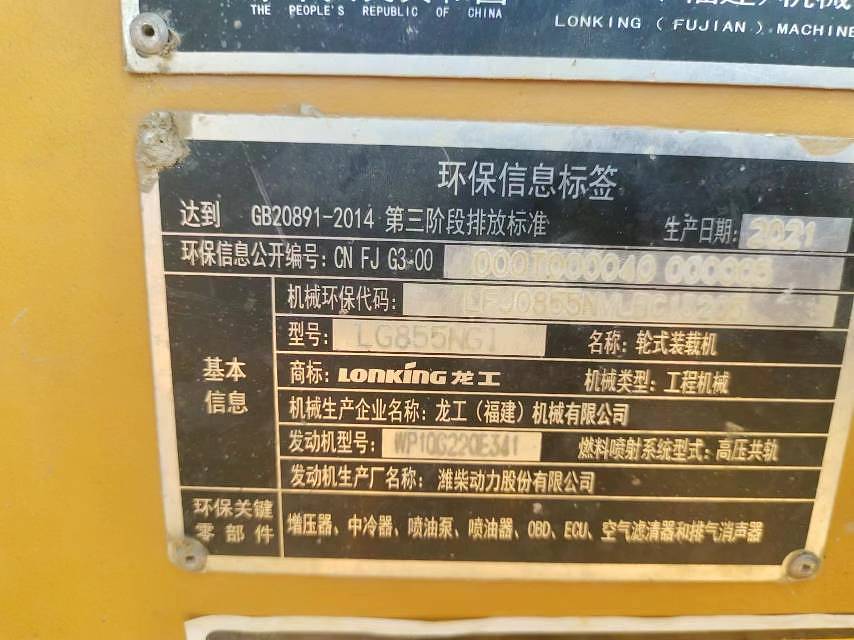 THE PEOPLE'S REPUBLIC OF CHINA
LONKING ( FUJIAN ) MACHINE
环保信息标签
达到 GB20891-2014 第三阶段排放标准 生产日期: 2021
环保信息公开编号: CN FJ G3-00 000T000040 000005
机械环保代码:
基本信息
型号: LG855NG1 名称: 轮式装载机
商标: LONKING 龙工 机械类型: 工程机械
机械生产企业名称: 龙工（福建）机械有限公司
发动机型号: WP10G220E341 燃料喷射系统型式: 高压共轨
发动机生产厂名称: 潍柴动力股份有限公司
环保关键零部件
增压器、中冷器、喷油泵、喷油器、OBD、ECU、空气滤清器和排气消声器